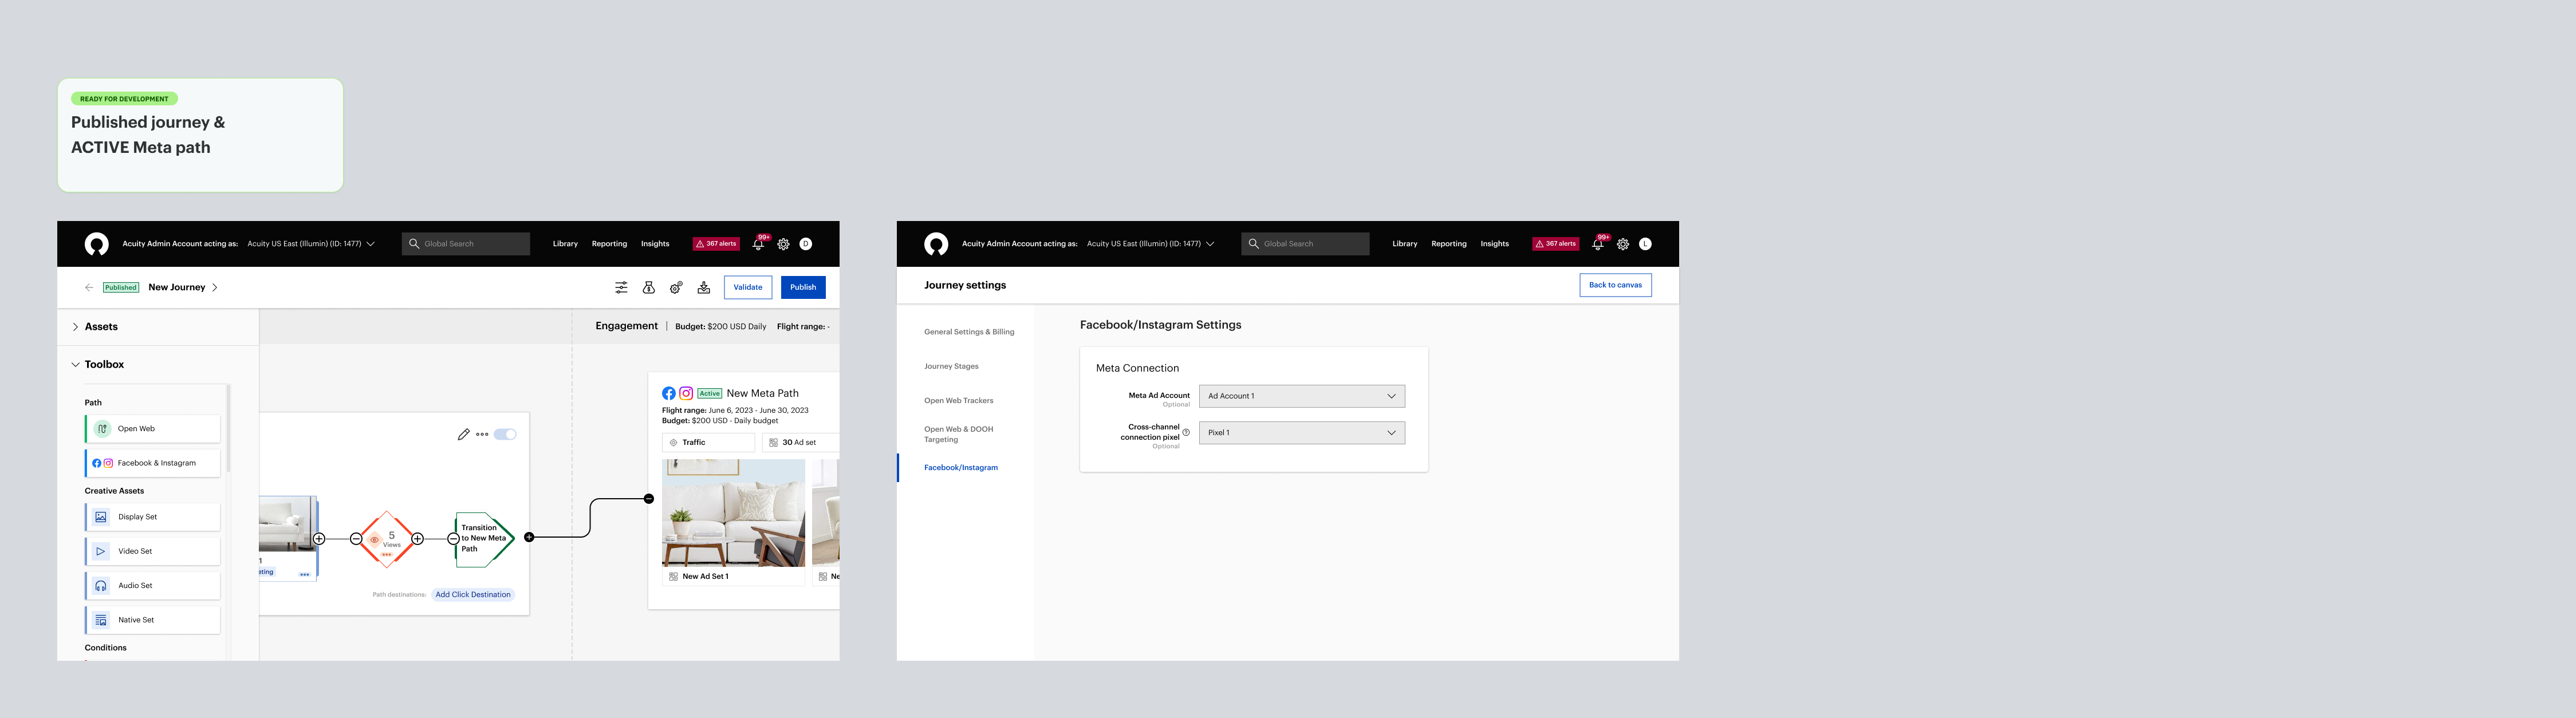 READY FOR DEVELOPMENT
Published journey &
ACTIVE Meta path
Acuity Admin Account acting as: Acuity US East (Illumin) (ID: 1477)
Global Search
Library Reporting Insights
367 alerts
99+
D
Published New Journey
Validate
Publish
Assets
Toolbox
Path
Open Web
Facebook & Instagram
Creative Assets
Display Set
Video Set
Audio Set
Native Set
Conditions
Engagement | Budget: $200 USD Daily Flight range: -
1
eting
5
Views
Transition
to New Meta
Path
Path destinations: Add Click Destination
Active New Meta Path
Flight range: June 6, 2023 - June 30, 2023
Budget: $200 USD - Daily budget
Traffic
30 Ad set
New Ad Set 1
Ne
Acuity Admin Account acting as: Acuity US East (Illumin) (ID: 1477)
Global Search
Library Reporting Insights
367 alerts
99+
L
Journey settings
Back to canvas
General Settings & Billing
Journey Stages
Open Web Trackers
Open Web & DOOH
Targeting
Facebook/Instagram
Facebook/Instagram Settings
Meta Connection
Meta Ad Account
Optional
Ad Account 1
Cross-channel
connection pixel
Optional
Pixel 1